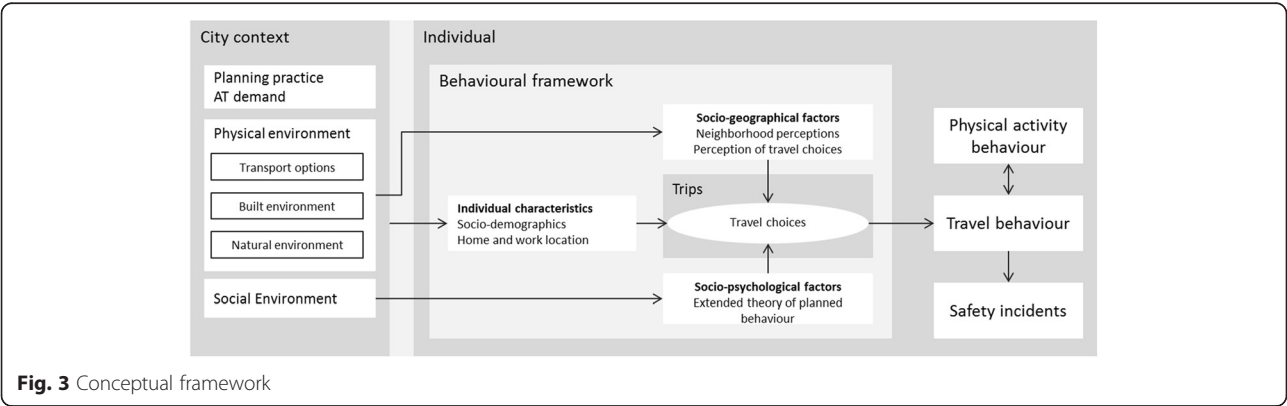 City context
Planning practice
AT demand
Physical environment
Transport options
Built environment
Natural environment
Social Environment
Individual
Behavioural framework
Individual characteristics
Socio-demographics
Home and work location
Socio-geographical factors
Neighborhood perceptions
Perception of travel choices
Trips
Travel choices
Socio-psychological factors
Extended theory of planned
behaviour
Physical activity
behaviour
Travel behaviour
Safety incidents
Fig. 3 Conceptual framework